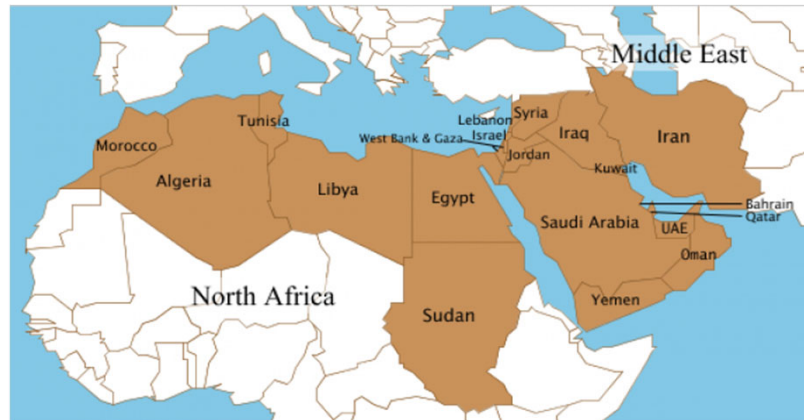 Middle East
Tunisia
Lebanon
Syria
West Bank & Gaza
Israel
Iraq
Iran
Morocco
Jordan
Algeria
Libya
Egypt
Kuwait
Saudi Arabia
Bahrain
Qatar
UAE
Oman
North Africa
Yemen
Sudan